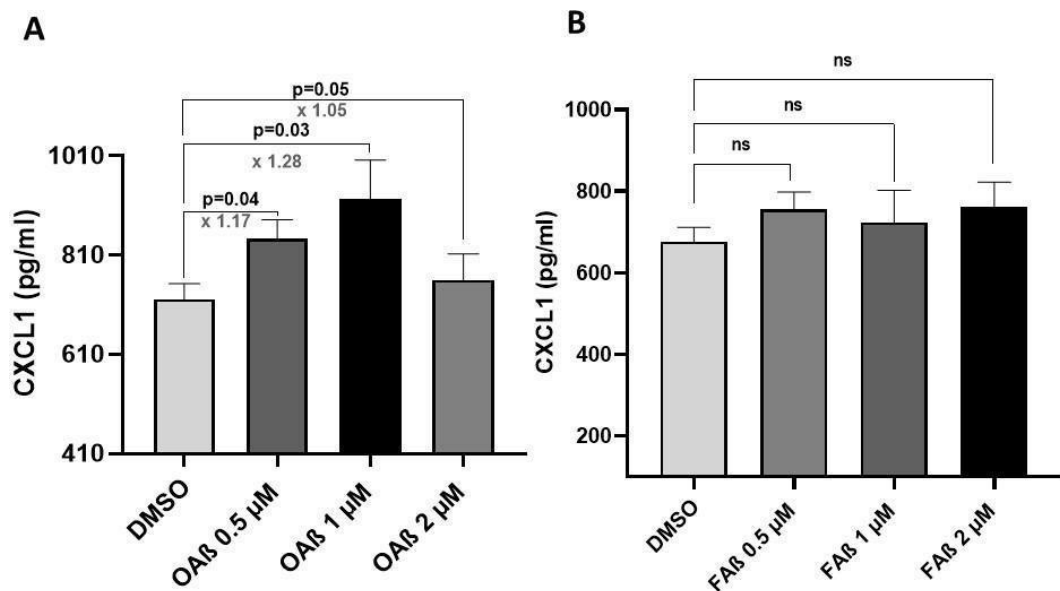 A
p=0.05
x 1.05
p=0.03
x 1.28
p=0.04
x 1.17
1010
810
610
410
CXCL1 (pg/ml)
DMSO
OAß 0.5 µM
OAß 1 µM
OAß 2 µM
B
ns
ns
ns
1000
800
600
400
200
CXCL1 (pg/ml)
DMSO
FAß 0.5 µM
FAß 1 µM
FAß 2 µM